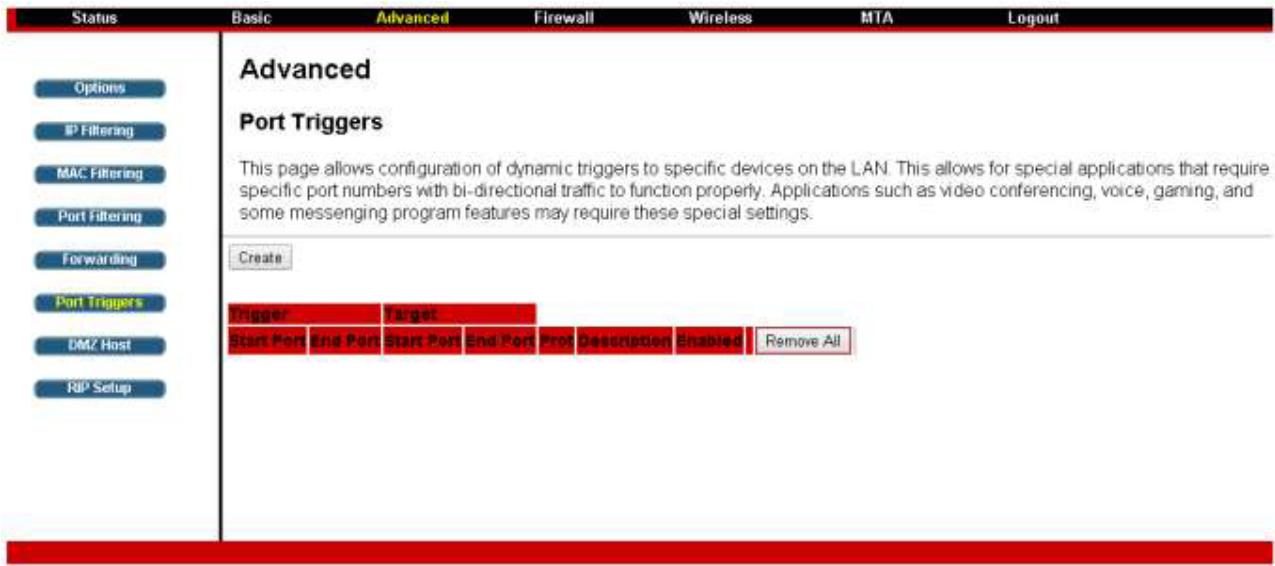 Status Basic Advanced Firewall Wireless MTA Logout
Options
IP Filtering
MAC Filtering
Port Filtering
Forwarding
Port Triggers
DMZ Host
RIP Setup
Advanced
Port Triggers
This page allows configuration of dynamic triggers to specific devices on the LAN. This allows for special applications that require
specific port numbers with bi-directional traffic to function properly. Applications such as video conferencing, voice, gaming, and
some messenging program features may require these special settings.
Create
Trigger Target
Start Port End Port Start Port End Port Prot Description Enabled Remove All